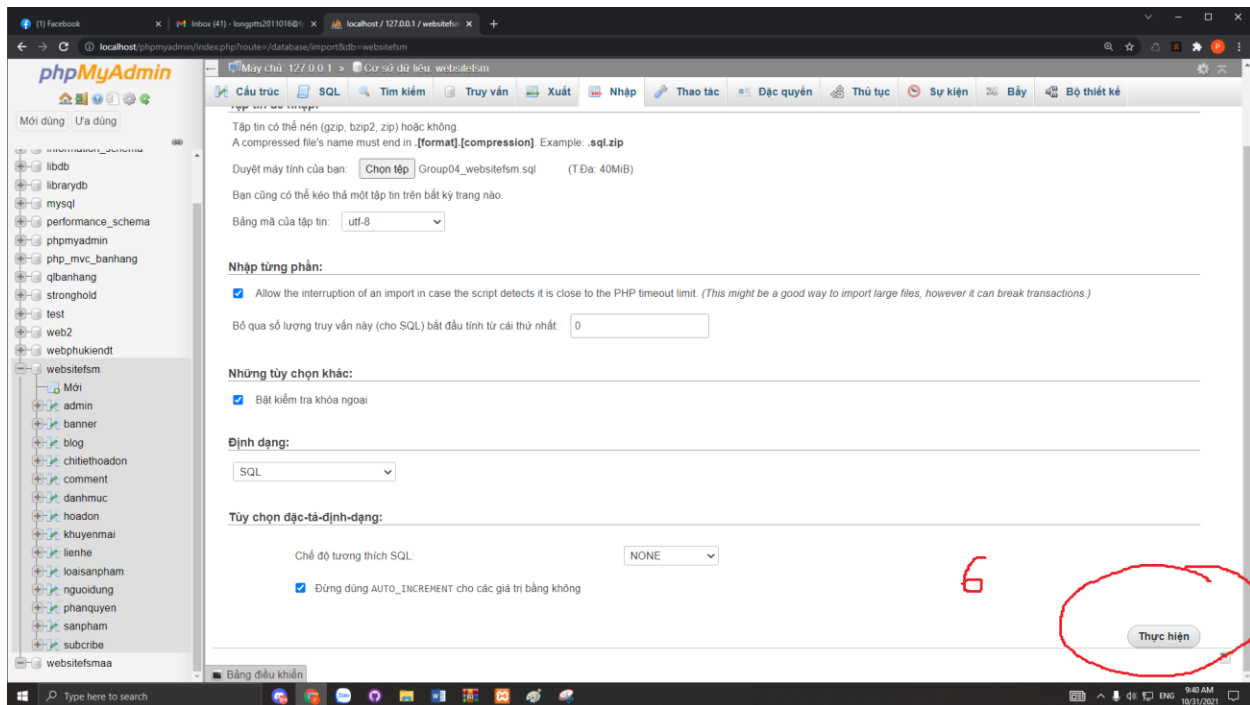 (1) Facebook
Inbox (41) - longptts2011016@
localhost / 127.0.0.1 / websitefsm
localhost/phpmyadmin/index.php?route=/database/import&db=websitefsm
phpMyAdmin
Mới dùng Ưa dùng
information_schema
libdb
librarydb
mysql
performance_schema
phpmyadmin
php_mvc_banhang
qlbanhang
stronghold
test
web2
webphukiendt
websitefsm
Mới
admin
banner
blog
chitiethoadon
comment
danhmuc
hoadon
khuyenmai
lienhe
loaisanpham
nguoidung
phanquyen
sanpham
subcribe
websitefsmaa
Máy chủ: 127.0.0.1 » Cơ sở dữ liệu: websitefsm
Cấu trúc SQL Tìm kiếm Truy vấn Xuất Nhập Thao tác Đặc quyền Thủ tục Sự kiện Bẫy Bộ thiết kế
Tập tin để nhập:
Tập tin có thể nén (gzip, bzip2, zip) hoặc không.
A compressed file's name must end in .[format].[compression]. Example: .sql.zip
Duyệt máy tính của bạn: Chọn tệp Group04_websitefsm.sql (T.Đa: 40MiB)
Bạn cũng có thể kéo thả một tập tin trên bất kỳ trang nào.
Bảng mã của tập tin: utf-8
Nhập từng phần:
Allow the interruption of an import in case the script detects it is close to the PHP timeout limit. (This might be a good way to import large files, however it can break transactions.)
Bỏ qua số lượng truy vấn này (cho SQL) bắt đầu tính từ cái thứ nhất: 0
Những tùy chọn khác:
Bật kiểm tra khóa ngoại
Định dạng:
SQL
Tùy chọn đặc-tả-định-dạng:
Chế độ tương thích SQL: NONE
Đừng dùng AUTO_INCREMENT cho các giá trị bằng không
6
Thực hiện
Bảng điều khiển
Type here to search
ENG
9:40 AM
10/31/2021